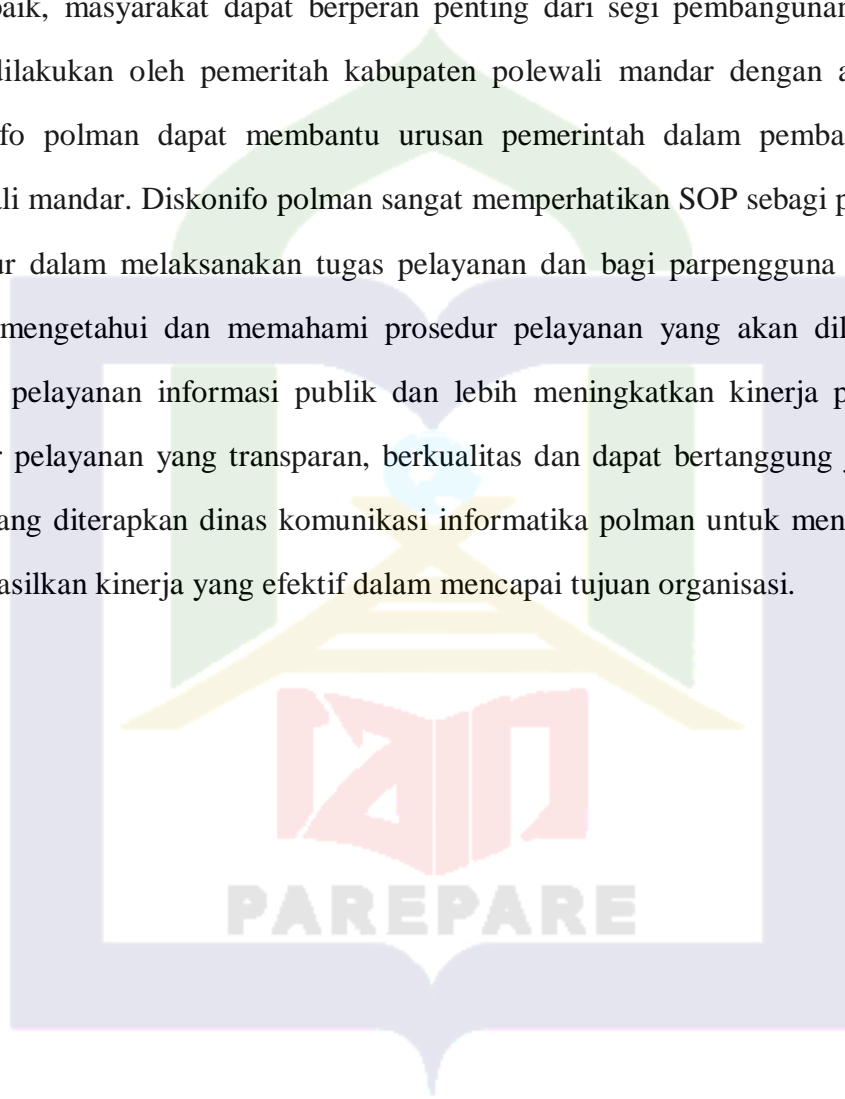 baik, masyarakat dapat berperan penting dari segi pembangunan
dilakukan oleh pemeritah kabupaten polewali mandar dengan a
fo polman dapat membantu urusan pemerintah dalam pemba
ali mandar. Diskonifo polman sangat memperhatikan SOP sebagi p
ur dalam melaksanakan tugas pelayanan dan bagi parpengguna
mengetahui dan memahami prosedur pelayanan yang akan dil
pelayanan informasi publik dan lebih meningkatkan kinerja p
r pelayanan yang transparan, berkualitas dan dapat bertanggung j
ang diterapkan dinas komunikasi informatika polman untuk men
asilkan kinerja yang efektif dalam mencapai tujuan organisasi.
iain
PAREPARE